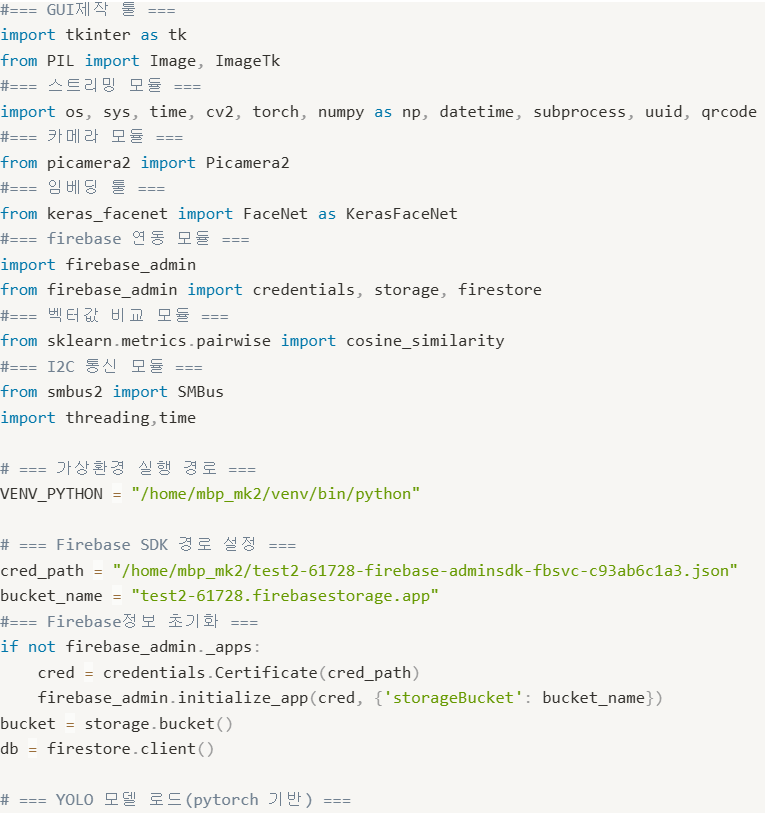 #=== GUI제작 툴 ===
import tkinter as tk
from PIL import Image, ImageTk
#=== 스트리밍 모듈 ===
import os, sys, time, cv2, torch, numpy as np, datetime, subprocess, uuid, qrcode
#=== 카메라 모듈 ===
from picamera2 import Picamera2
#=== 임베딩 툴 ===
from keras_facenet import FaceNet as KerasFaceNet
#=== firebase 연동 모듈 ===
import firebase_admin
from firebase_admin import credentials, storage, firestore
#=== 벡터값 비교 모듈 ===
from sklearn.metrics.pairwise import cosine_similarity
#=== I2C 통신 모듈 ===
from smbus2 import SMBus
import threading,time
# === 가상환경 실행 경로 ===
VENV_PYTHON = "/home/mbp_mk2/venv/bin/python"
# === Firebase SDK 경로 설정 ===
cred_path = "/home/mbp_mk2/test2-61728-firebase-adminsdk-fbsvc-c93ab6c1a3.json"
bucket_name = "test2-61728.firebasestorage.app"
#=== Firebase정보 초기화 ===
if not firebase_admin._apps:
    cred = credentials.Certificate(cred_path)
    firebase_admin.initialize_app(cred, {'storageBucket': bucket_name})
bucket = storage.bucket()
db = firestore.client()
# === YOLO 모델 로드(pytorch 기반) ===